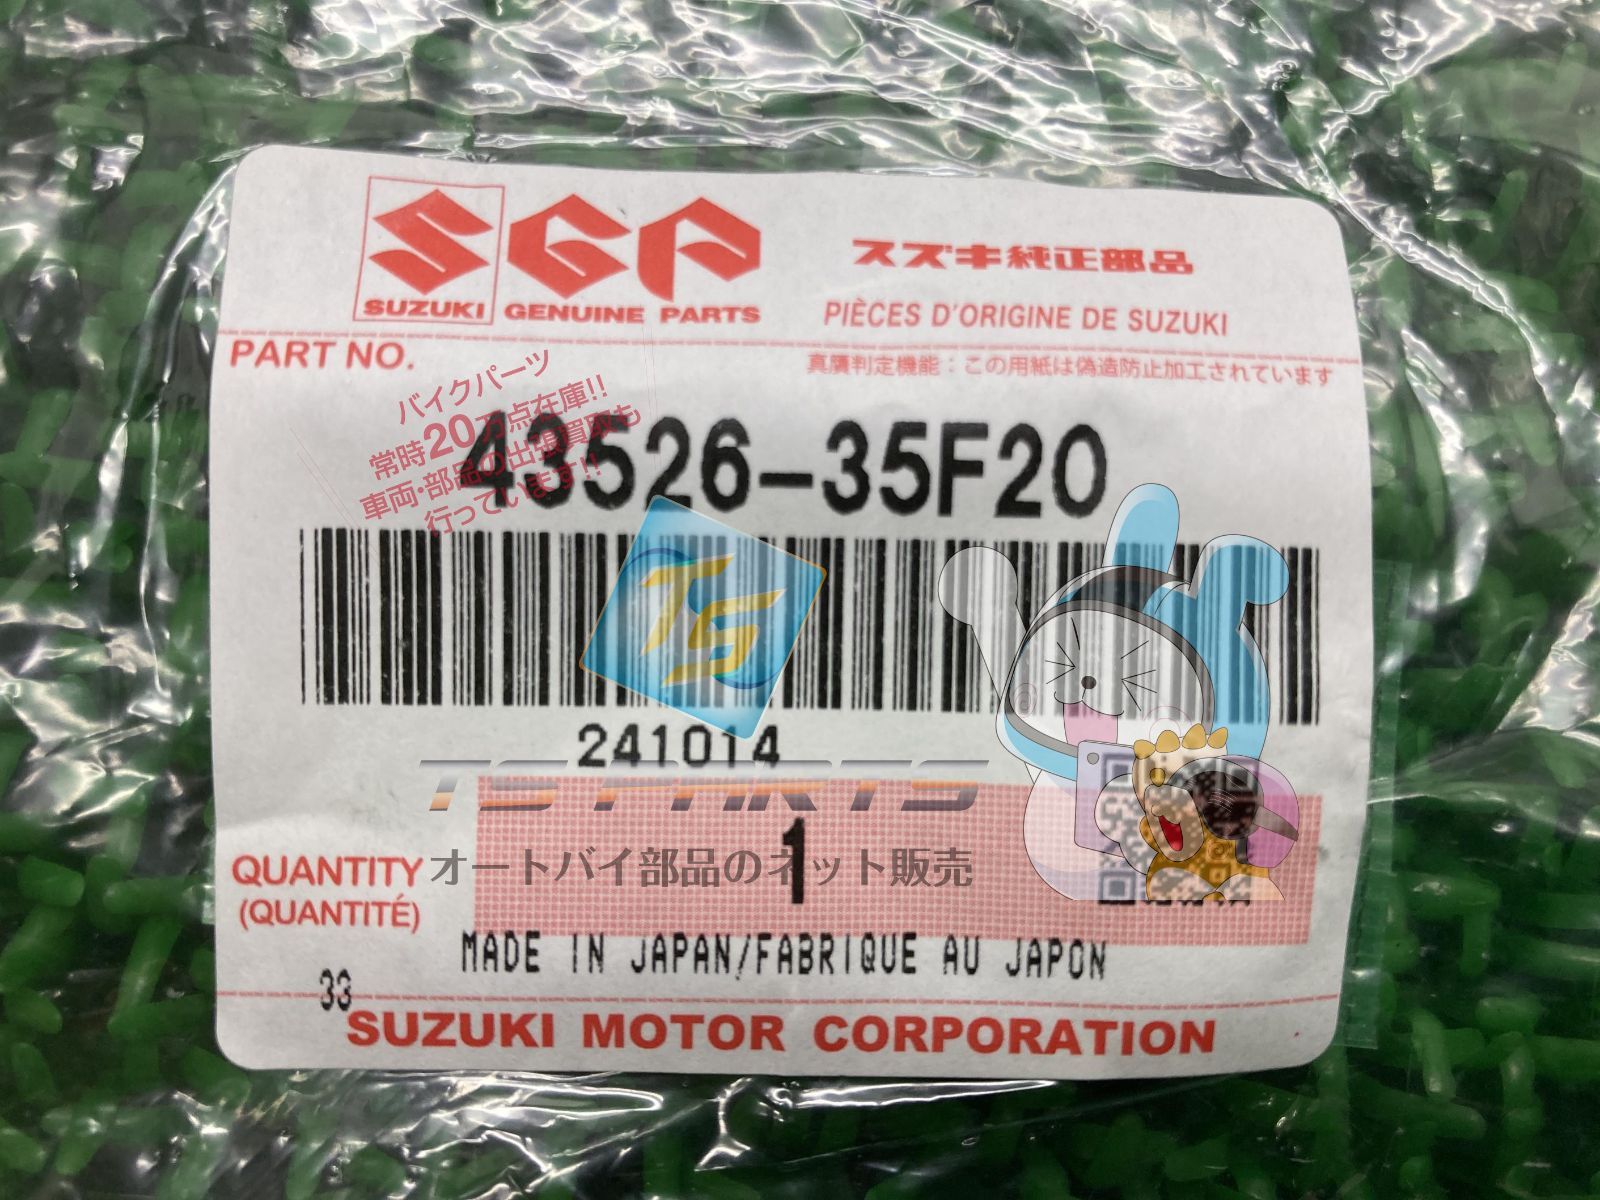 SGP
SUZUKI GENUINE PARTS
スズキ純正部品
PIÈCES D'ORIGINE DE SUZUKI
PART NO.
真贋判定機能：この用紙は偽造防止加工されています
バイクパーツ
常時20万点在庫!!
車両・部品の出張買取も
行っています!!
43526-35F20
TS
241014
TS PARTS
オートバイ部品のネット販売
QUANTITY
(QUANTITÉ)
1
MADE IN JAPAN/FABRIQUE AU JAPON
33
SUZUKI MOTOR CORPORATION